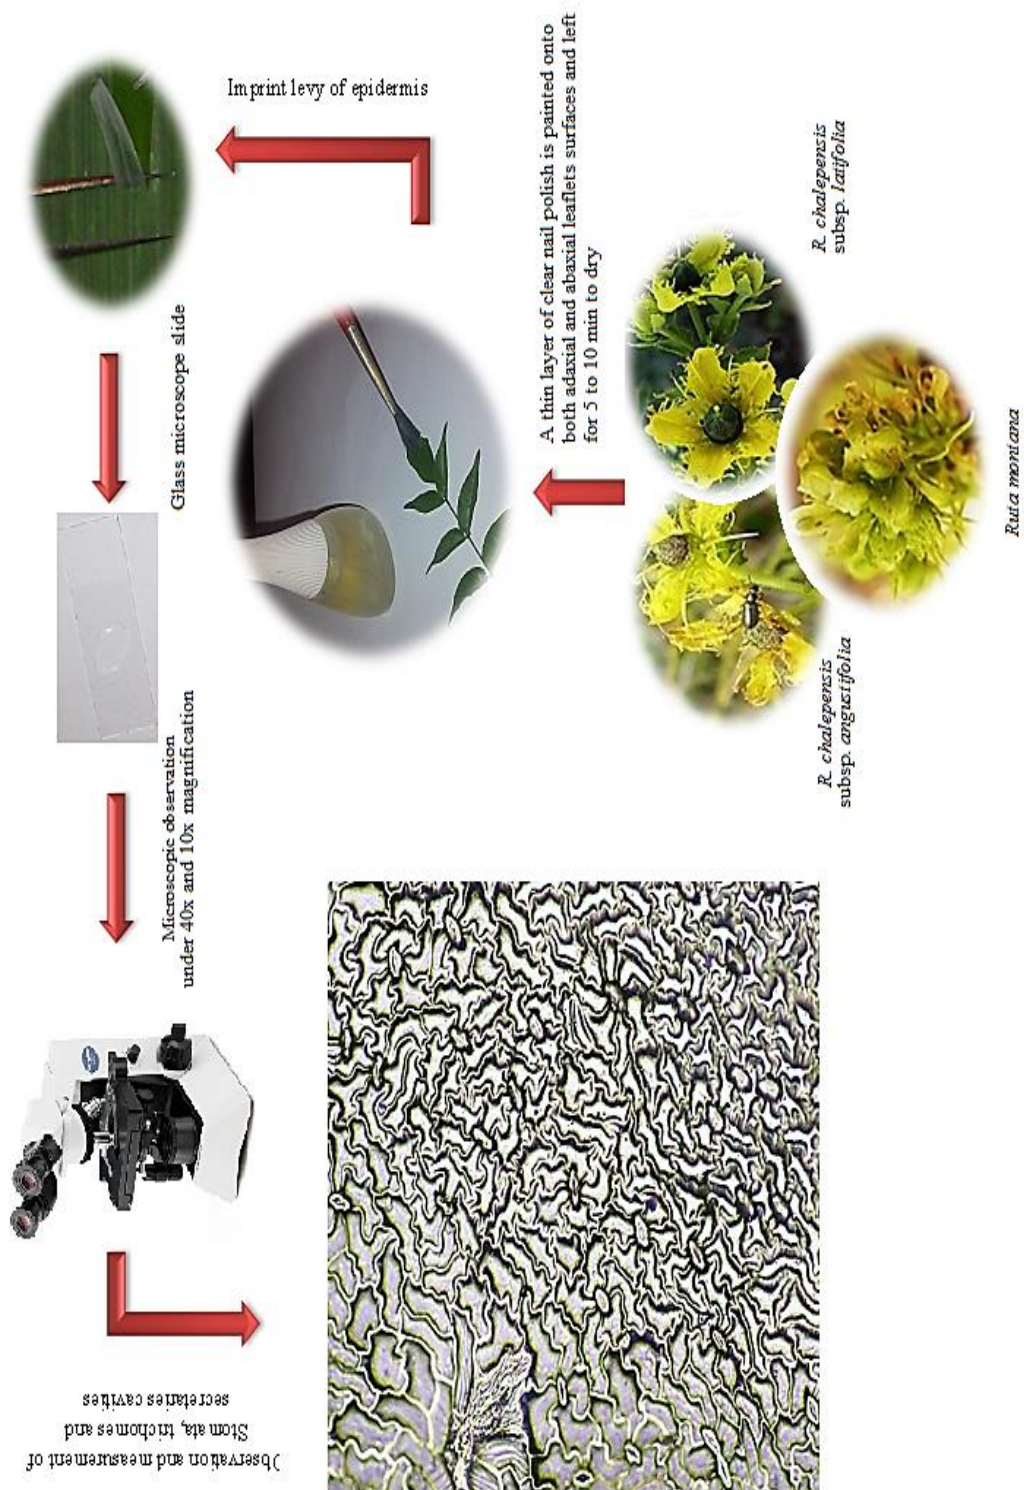 R. chalepensis
subsp. angustifolia
R. chalepensis
subsp. latifolia
Ruta montana
A thin layer of clear nail polish is painted onto
both adaxial and abaxial leaflets surfaces and left
for 5 to 10 min to dry
Imprint levy of epidermis
Glass microscope slide
Microscopic observation
under 40x and 10x magnification
Observation and measurement of
Stomata, trichomes and
secretaries cavities